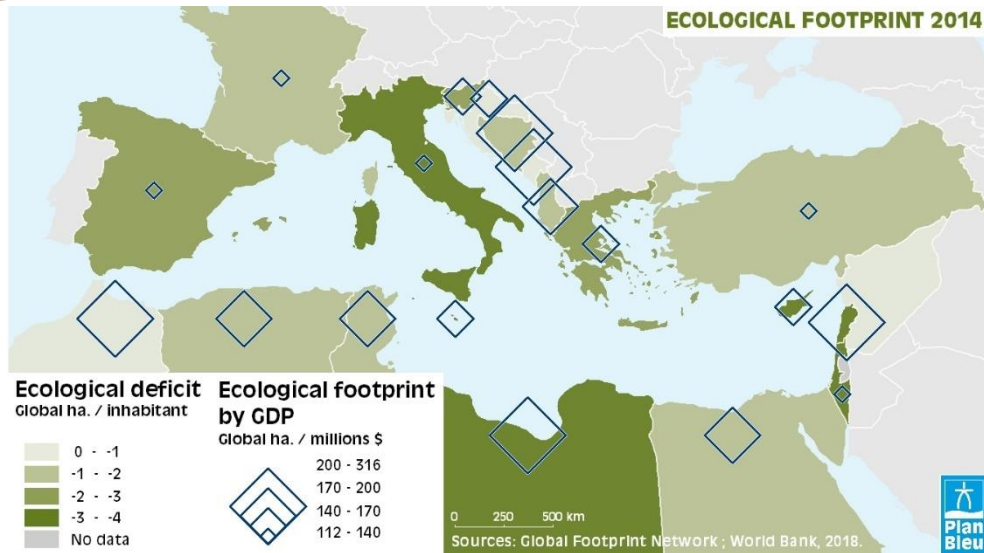 ECOLOGICAL FOOTPRINT 2014
Ecological deficit
Global ha. / inhabitant
0 - -1
-1 - -2
-2 - -3
-3 - -4
No data
Ecological footprint
by GDP
Global ha. / millions $
200 - 316
170 - 200
140 - 170
112 - 140
0 250 500 km
Sources: Global Footprint Network ; World Bank, 2018.
Plan
Bleu